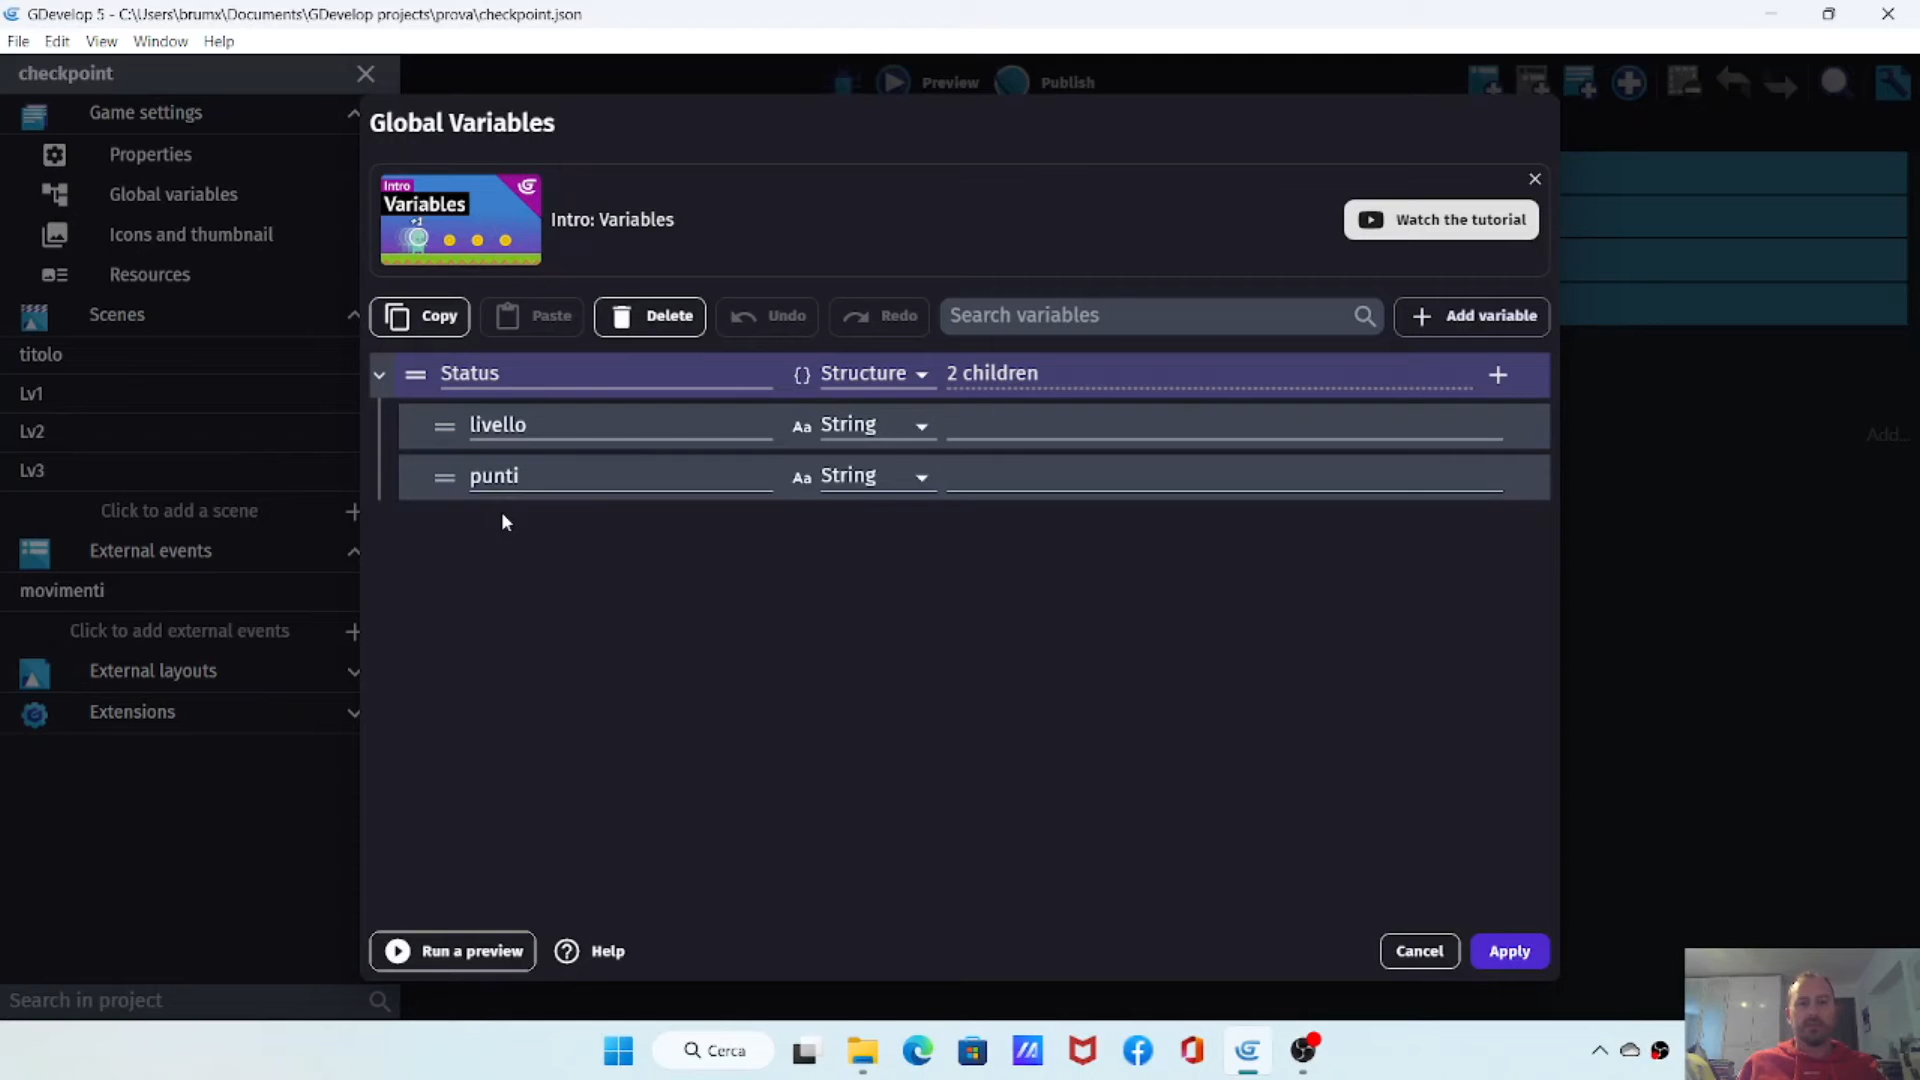 GDevelop 5 - C:\Users\brumx\Documents\GDevelop projects\prova\checkpoint.json
File Edit View Window Help
checkpoint
Preview Publish
Game settings
Properties
Global variables
Icons and thumbnail
Resources
Scenes
titolo
Lv1
Lv2
Lv3
Click to add a scene
External events
movimenti
Click to add external events
External layouts
Extensions
Search in project
Global Variables
Intro
Variables
+1
Intro: Variables
Watch the tutorial
Copy Paste Delete Undo Redo Search variables Add variable
Status {} Structure 2 children
livello Aa String
punti Aa String
Add...
Run a preview Help Cancel Apply
Cerca